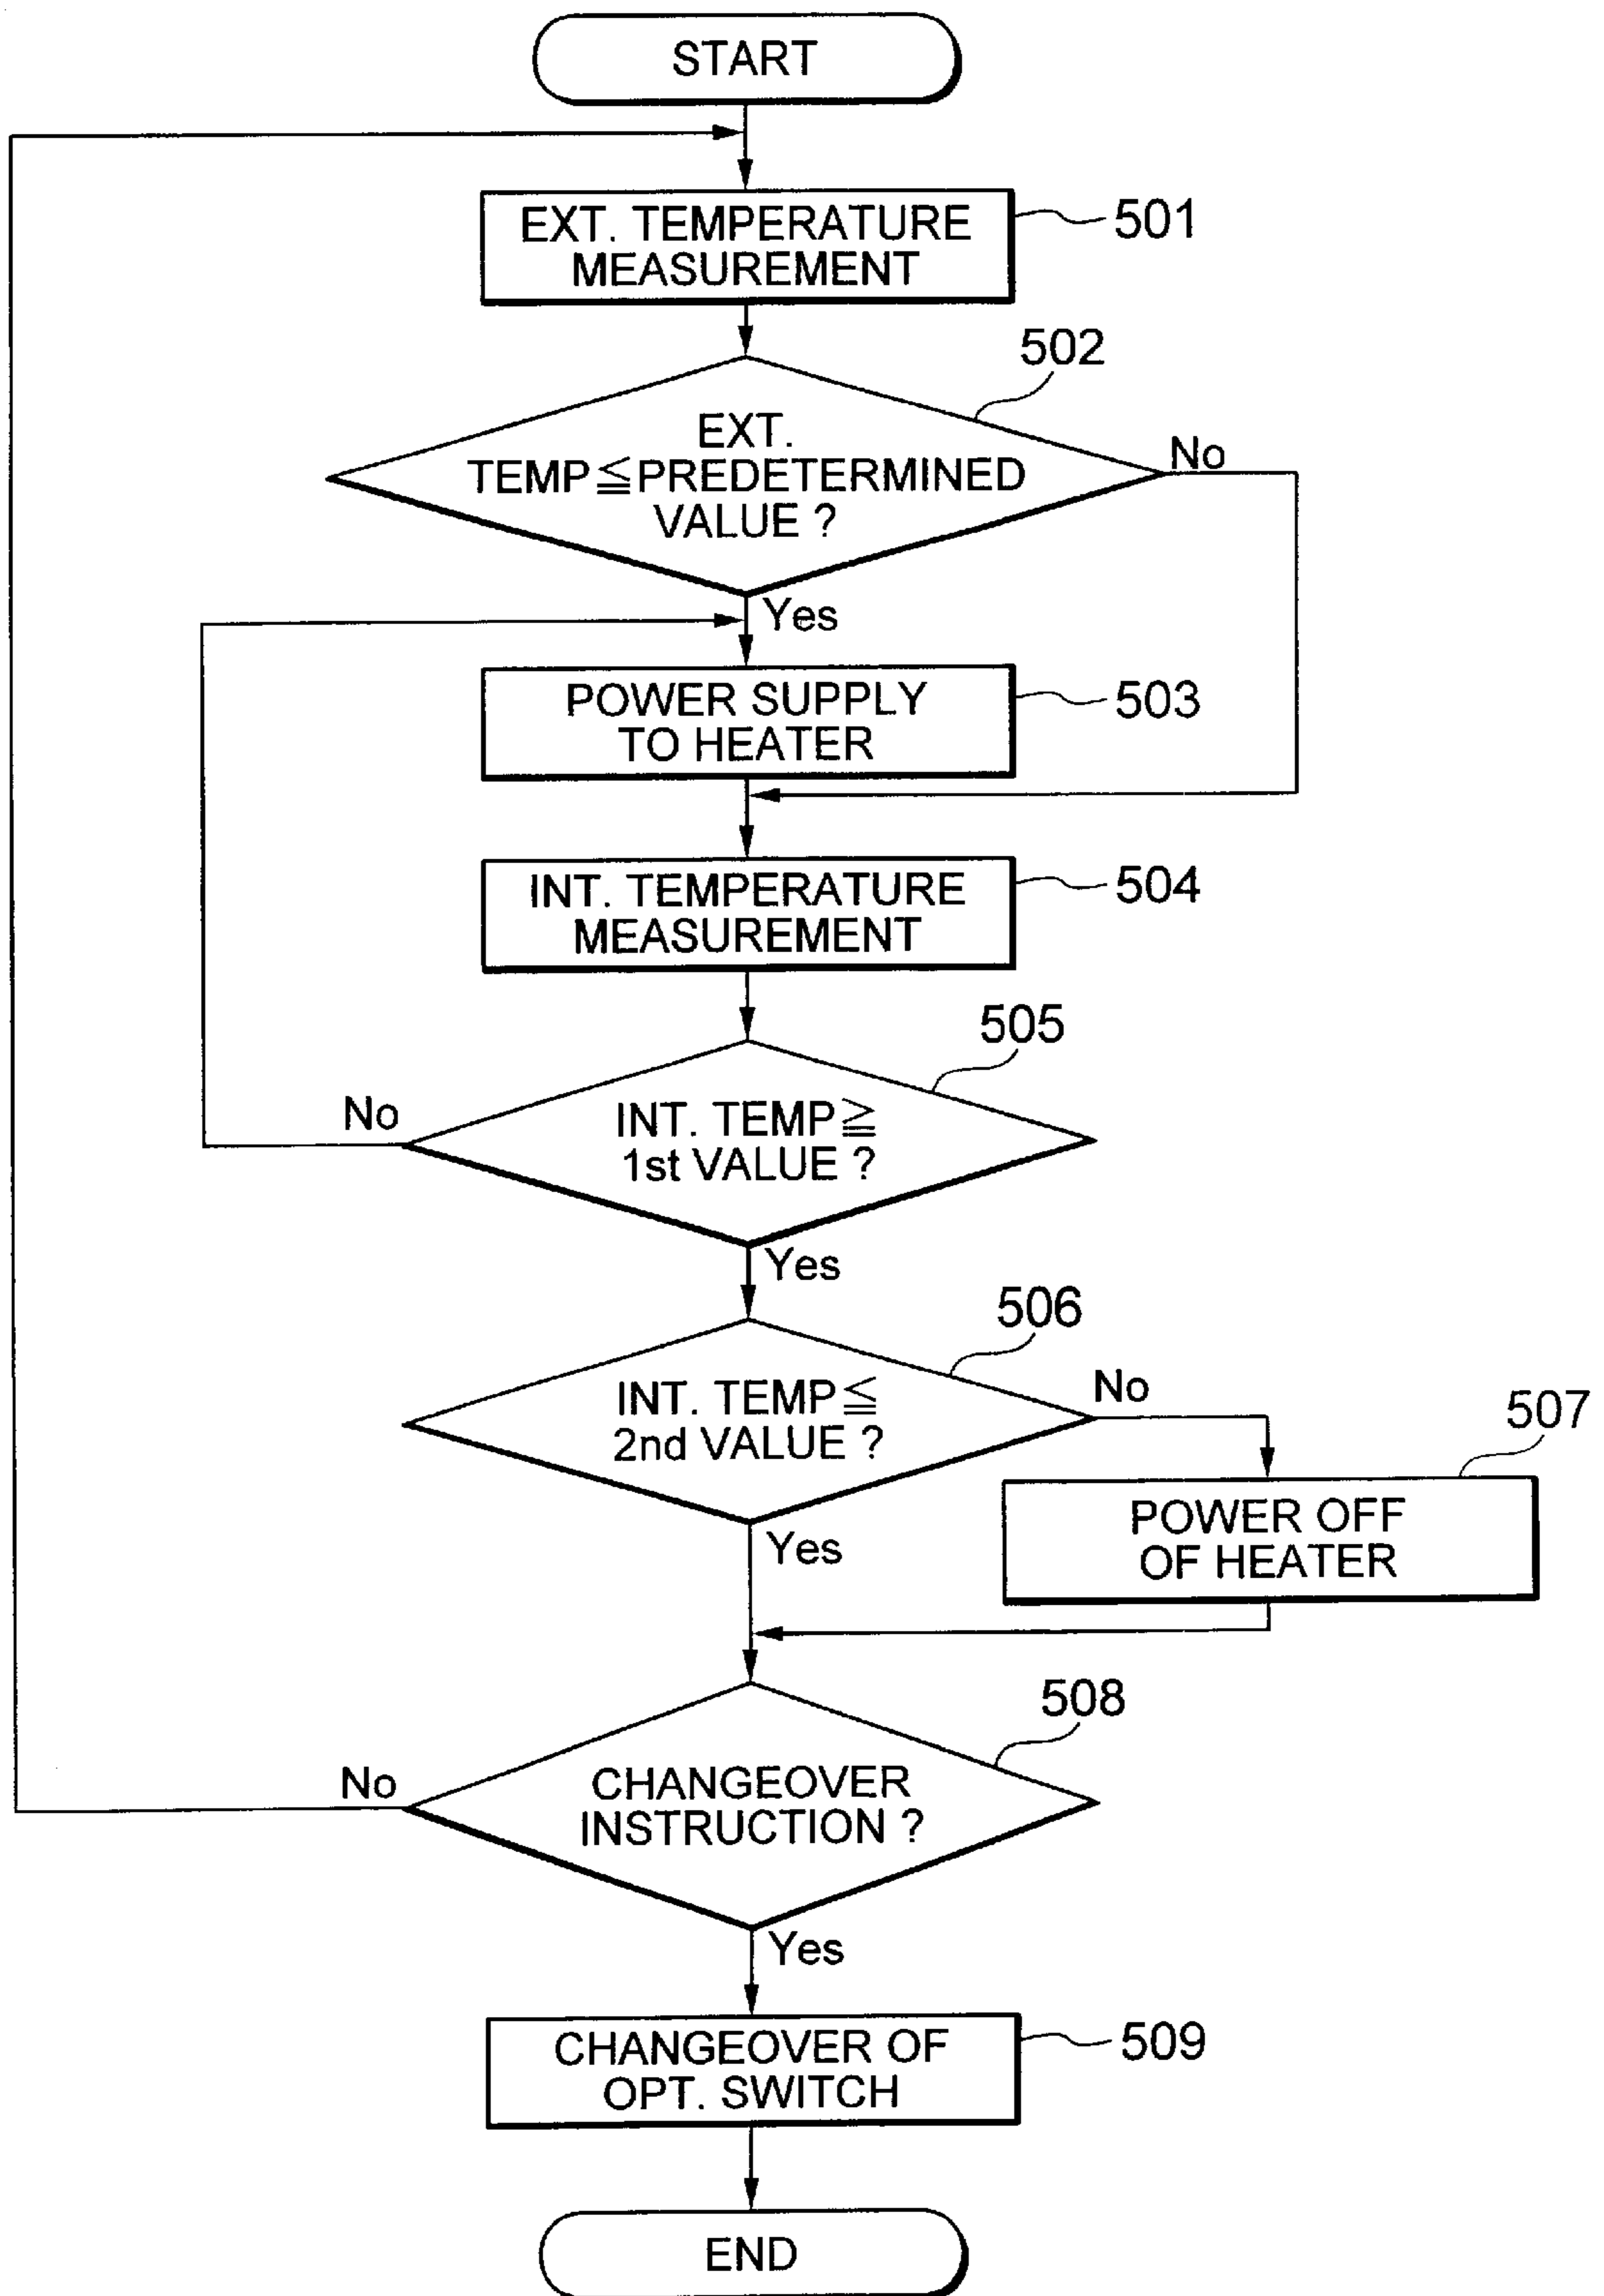 START
EXT. TEMPERATURE
MEASUREMENT
501
502
EXT.
TEMP≦PREDETERMINED
VALUE ?
No
Yes
POWER SUPPLY
TO HEATER
503
INT. TEMPERATURE
MEASUREMENT
504
505
INT. TEMP≧
1st VALUE ?
No
Yes
506
INT. TEMP≦
2nd VALUE ?
No
507
POWER OFF
OF HEATER
Yes
508
CHANGEOVER
INSTRUCTION ?
No
Yes
CHANGEOVER OF
OPT. SWITCH
509
END